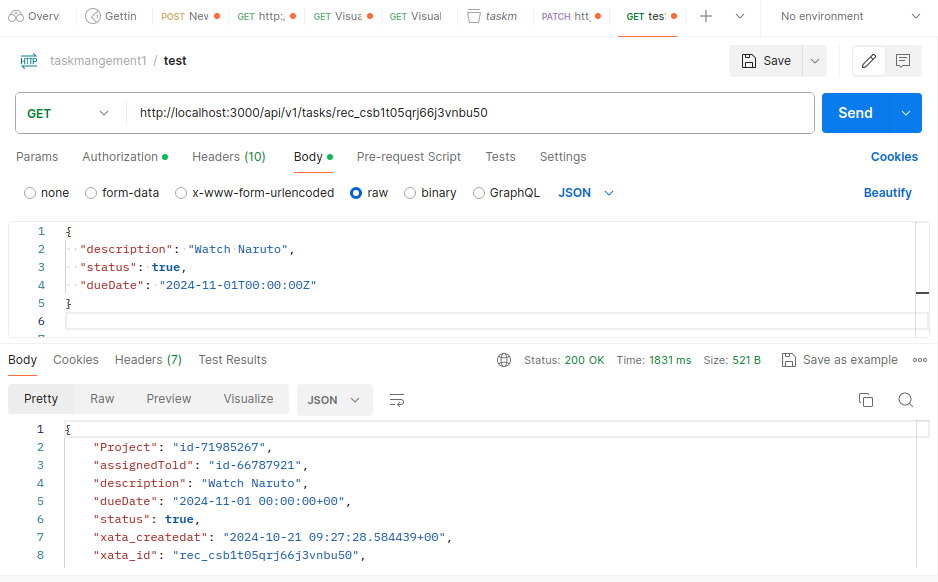 Overv
Gettin
POST New
GET http:,
GET Visua
GET Visual
taskm
PATCH htt
GET tes
No environment
HTTP
taskmangement1 / test
Save
GET
http://localhost:3000/api/v1/tasks/rec_csb1t05qrj66j3vnbu50
Send
Params
Authorization
Headers (10)
Body
Pre-request Script
Tests
Settings
Cookies
none
form-data
x-www-form-urlencoded
raw
binary
GraphQL
JSON
Beautify
1 {
2 "description": "Watch Naruto",
3 "status": true,
4 "dueDate": "2024-11-01T00:00:00Z"
5 }
6
Body
Cookies
Headers (7)
Test Results
Status: 200 OK
Time: 1831 ms
Size: 521 B
Save as example
Pretty
Raw
Preview
Visualize
JSON
1 {
2 "Project": "id-71985267",
3 "assignedTold": "id-66787921",
4 "description": "Watch Naruto",
5 "dueDate": "2024-11-01 00:00:00+00",
6 "status": true,
7 "xata_createdat": "2024-10-21 09:27:28.584439+00",
8 "xata_id": "rec_csb1t05qrj66j3vnbu50",